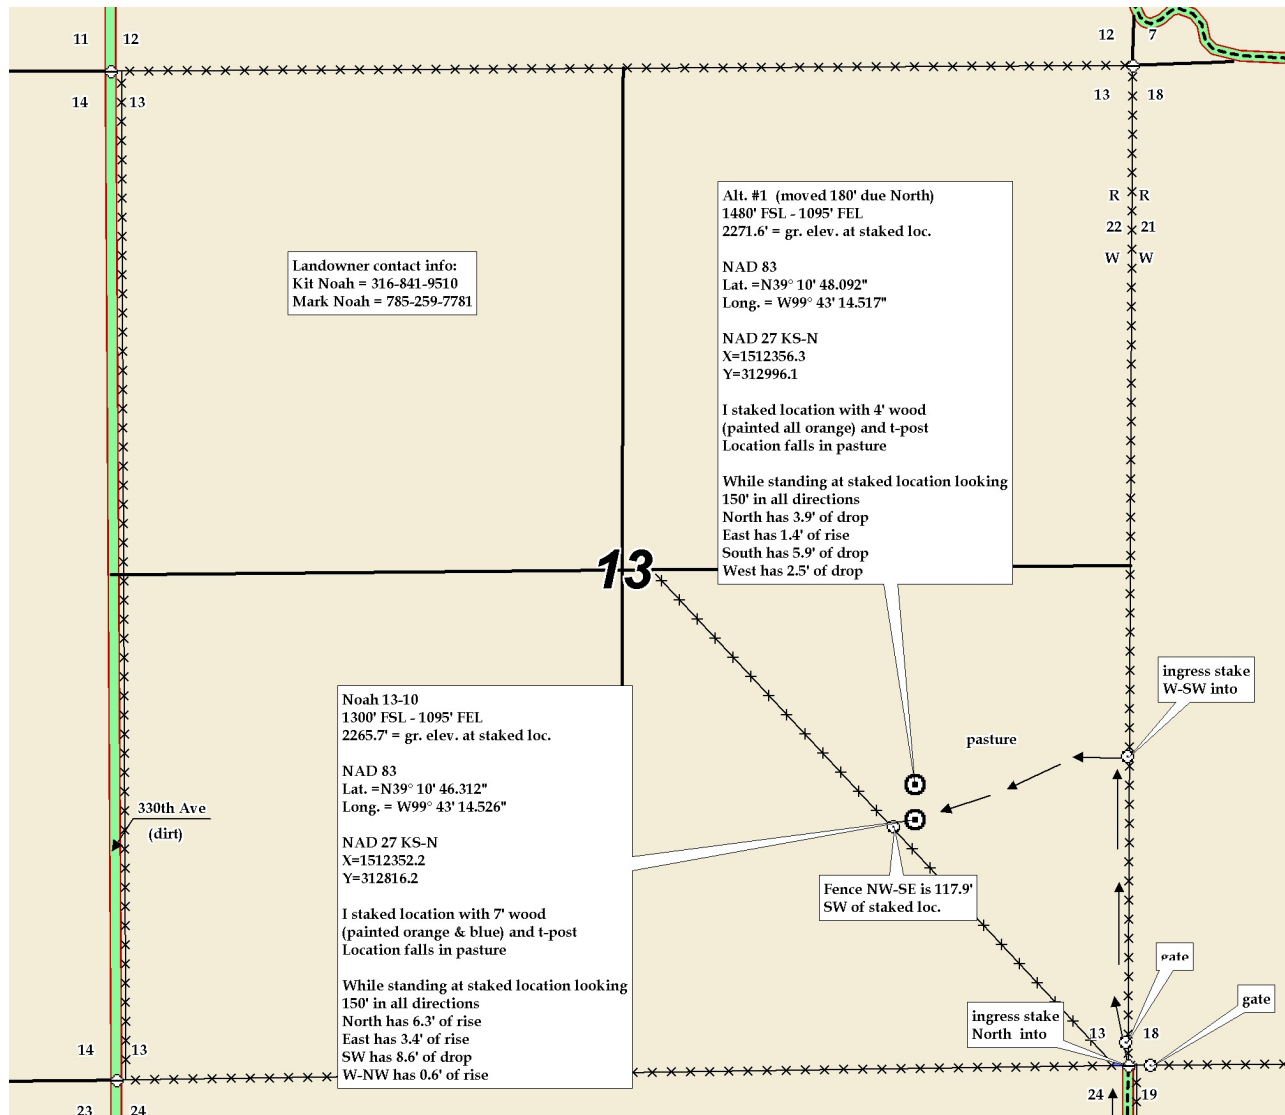 11 12
12 7
14 13
13 18
R R
22 21
W W
Alt. #1 (moved 180' due North)
1480' FSL - 1095' FEL
2271.6' = gr. elev. at staked loc.
NAD 83
Lat. =N39° 10' 48.092"
Long. = W99° 43' 14.517"
NAD 27 KS-N
X=1512356.3
Y=312996.1
I staked location with 4' wood
(painted all orange) and t-post
Location falls in pasture
While standing at staked location looking
150' in all directions
North has 3.9' of drop
East has 1.4' of rise
South has 5.9' of drop
West has 2.5' of drop
Landowner contact info:
Kit Noah = 316-841-9510
Mark Noah = 785-259-7781
13
Noah 13-10
1300' FSL - 1095' FEL
2265.7' = gr. elev. at staked loc.
NAD 83
Lat. =N39° 10' 46.312"
Long. = W99° 43' 14.526"
NAD 27 KS-N
X=1512352.2
Y=312816.2
I staked location with 7' wood
(painted orange & blue) and t-post
Location falls in pasture
While standing at staked location looking
150' in all directions
North has 6.3' of rise
East has 3.4' of rise
SW has 8.6' of drop
W-NW has 0.6' of rise
ingress stake
W-SW into
pasture
330th Ave
(dirt)
Fence NW-SE is 117.9'
SW of staked loc.
gate
gate
ingress stake
North into
13 18
14 13
24 19
23 24